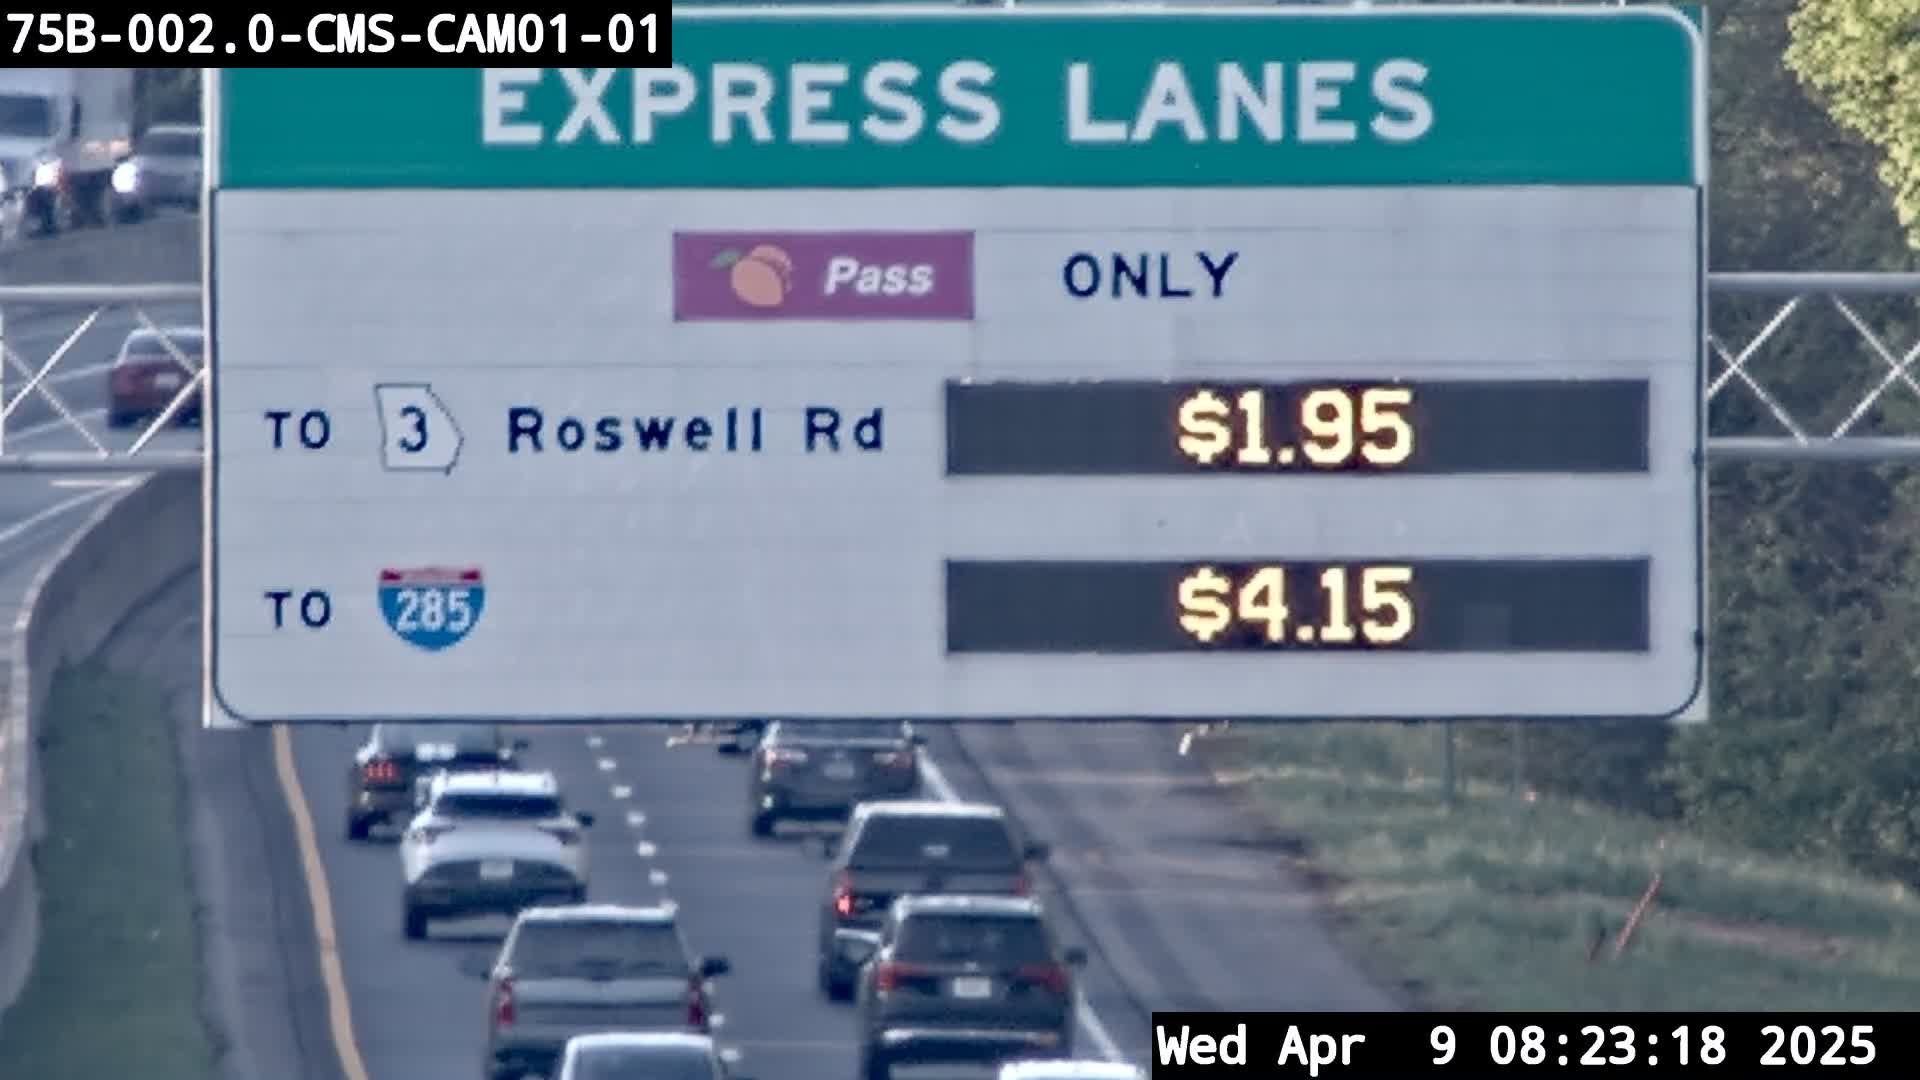 75B-002.0-CMS-CAM01-01
EXPRESS LANES
Pass ONLY
TO 3 Roswell Rd $1.95
TO 285 $4.15
Wed Apr 9 08:23:18 2025